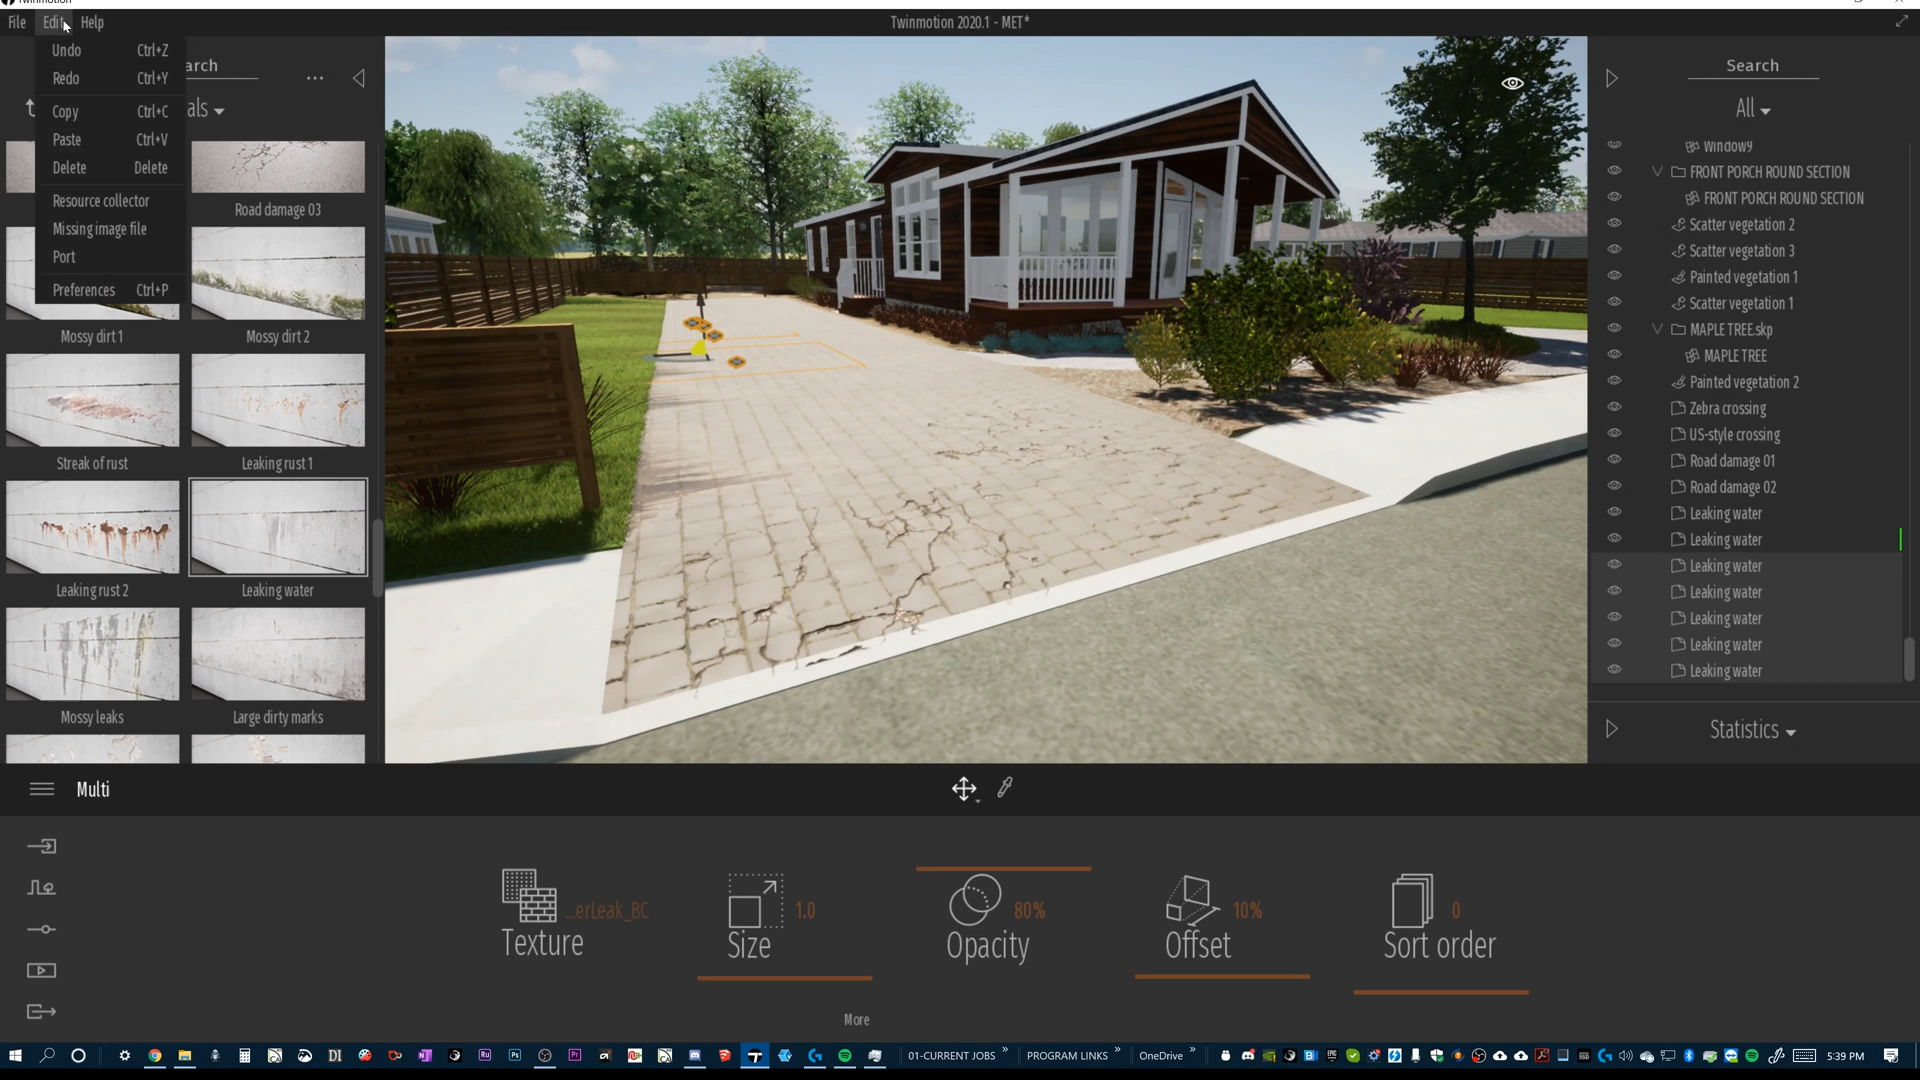 Twinmotion
File Edit Help
Twinmotion 2020.1 - MET*
Undo Ctrl+Z
Redo Ctrl+Y
Copy Ctrl+C
Paste Ctrl+V
Delete Delete
Resource collector
Missing image file
Port
Preferences Ctrl+P
arch
als
Road damage 03
Mossy dirt 1
Mossy dirt 2
Streak of rust
Leaking rust 1
Leaking rust 2
Leaking water
Mossy leaks
Large dirty marks
Search
All
Window9
FRONT PORCH ROUND SECTION
FRONT PORCH ROUND SECTION
Scatter vegetation 2
Scatter vegetation 3
Painted vegetation 1
Scatter vegetation 1
MAPLE TREE.skp
MAPLE TREE
Painted vegetation 2
Zebra crossing
US-style crossing
Road damage 01
Road damage 02
Leaking water
Leaking water
Leaking water
Leaking water
Leaking water
Leaking water
Leaking water
Statistics
Multi
...erLeak_BC
Texture
1.0
Size
80%
Opacity
10%
Offset
0
Sort order
More
DI
Ru
Ps
Pr
01-CURRENT JOBS
PROGRAM LINKS
OneDrive
5:39 PM